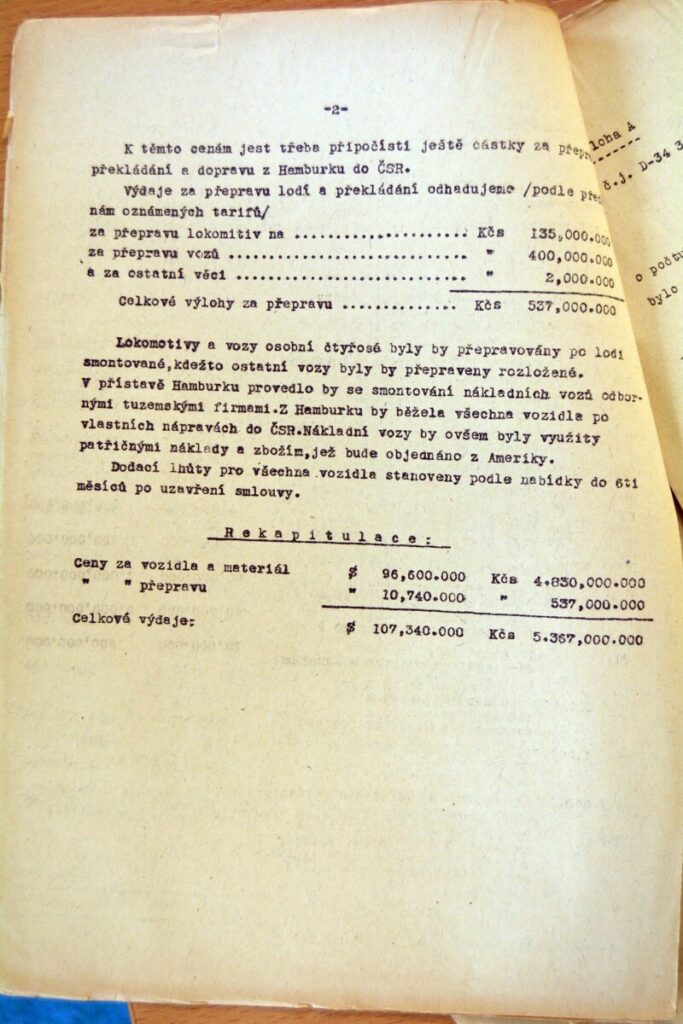 -2-
K těmto cenám jest třeba připočísti ještě částky za
překládání a dopravu z Hamburku do ČSR.
Výdaje za přepravu lodí a překládání odhadujeme /podle
nám oznámených tarifů/
za přepravu lokomitiv na ...................... Kčs 135,000.000
za přepravu vozů ................................. " 400,000.000
a za ostatní věci ............................... " 2,000.000
Celkové výlohy za přepravu .............. Kčs 537,000.000
Lokomotivy a vozy osobní čtyřosé byly by přepravovány po lodi
smontované,kdežto ostatní vozy byly by přepraveny rozložené.
V přístavě Hamburku provedlo by se smontování nákladních vozů odbor-
nými tuzemskými firmami.Z Hamburku by běžela všechna vozidla po
vlastních nápravách do ČSR.Nákladní vozy by ovšem byly využity
patřičnými náklady a zbožím,jež bude objednáno z Ameriky.
Dodací lhůty pro všechna vozidla stanoveny podle nabídky do 6ti
měsíců po uzavření smlouvy.
Rekapitulace:
Ceny za vozidla a materiál $ 96,600.000 Kčs 4.830,000.000
" " přepravu " 10,740.000 " 537,000.000
Celkové výdaje: $ 107,340.000 Kčs 5.367,000.000
loha A
č.j. D-34 3
o počtu
bylo